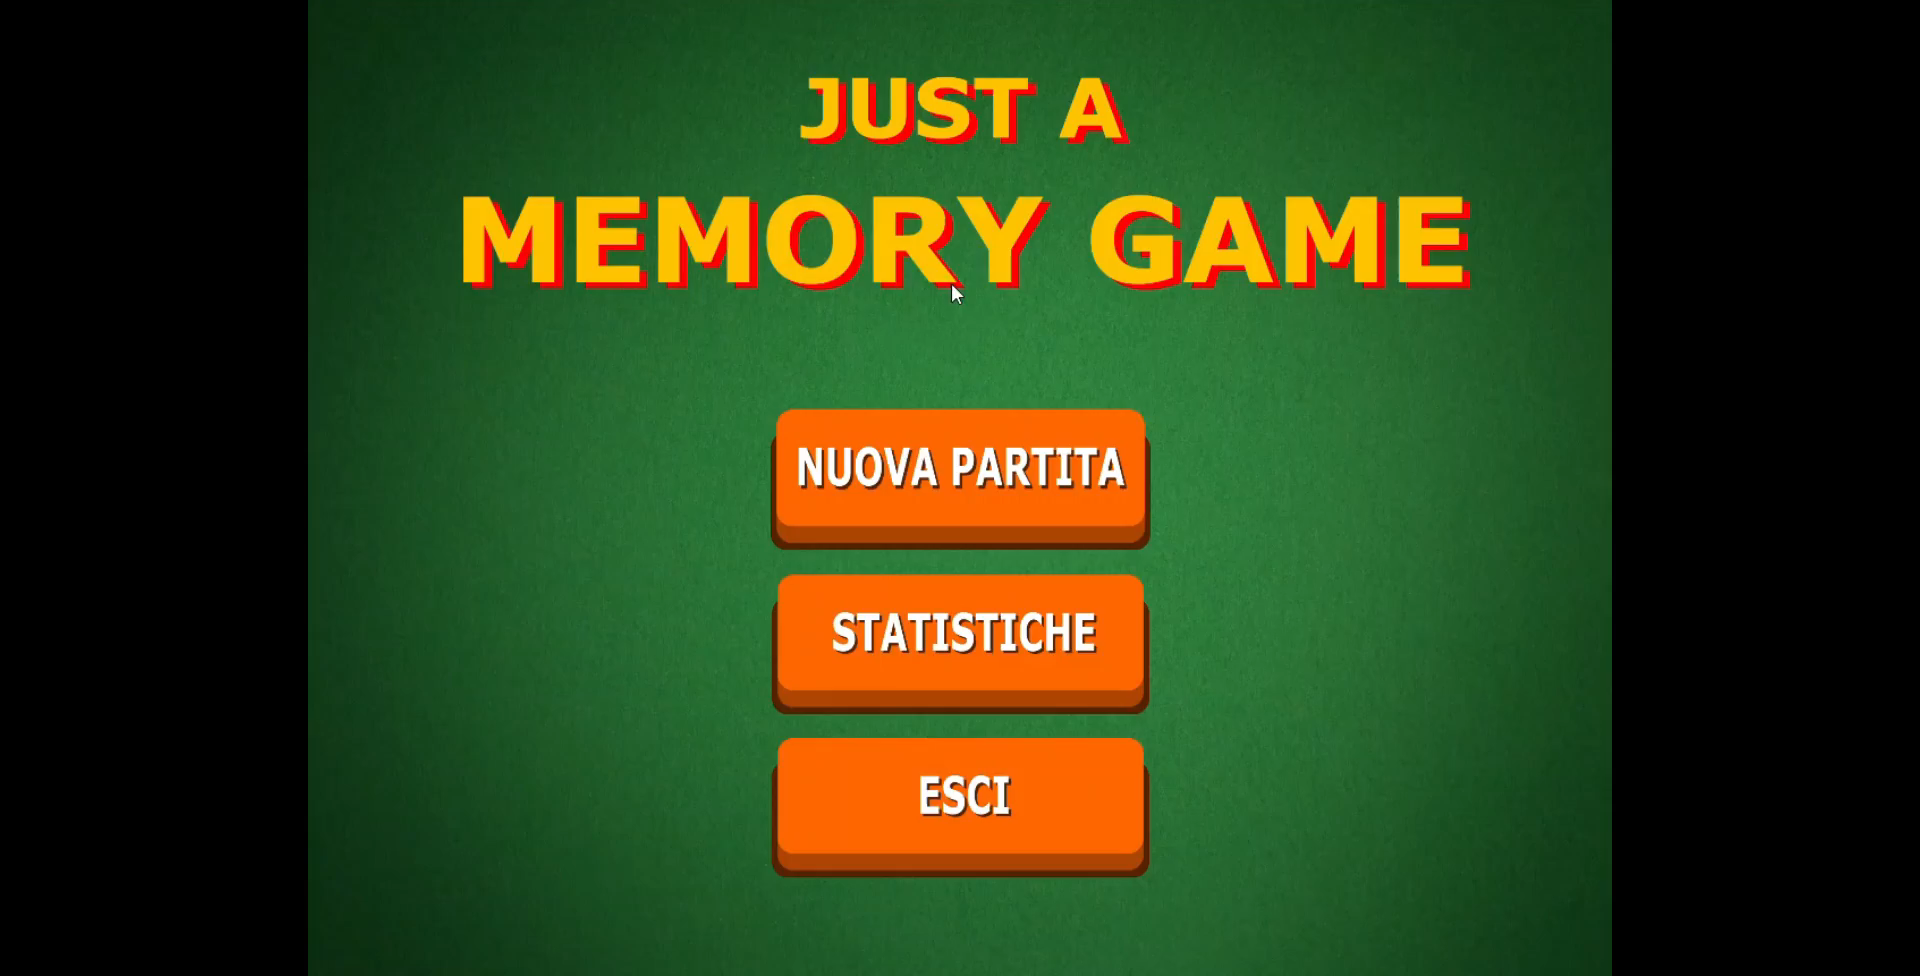 JUST A
MEMORY GAME
NUOVA PARTITA
STATISTICHE
ESCI